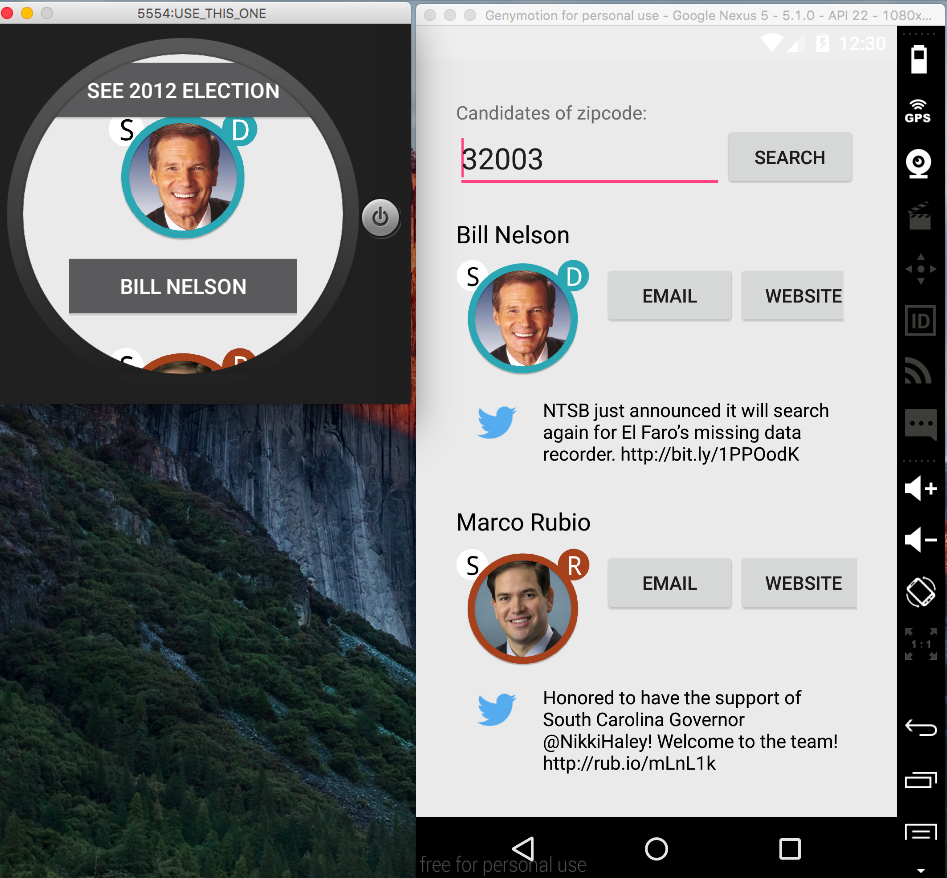 5554:USE_THIS_ONE
SEE 2012 ELECTION
S
D
BILL NELSON
S
Genymotion for personal use - Google Nexus 5 - 5.1.0 - API 22 - 1080x...
12:30
Candidates of zipcode:
32003
SEARCH
Bill Nelson
S
D
EMAIL
WEBSITE
NTSB just announced it will search
again for El Faro's missing data
recorder. http://bit.ly/1PPOodK
Marco Rubio
S
R
EMAIL
WEBSITE
Honored to have the support of
South Carolina Governor
@NikkiHaley! Welcome to the team!
http://rub.io/mLnL1k
free for personal use
GPS
ID
1:1